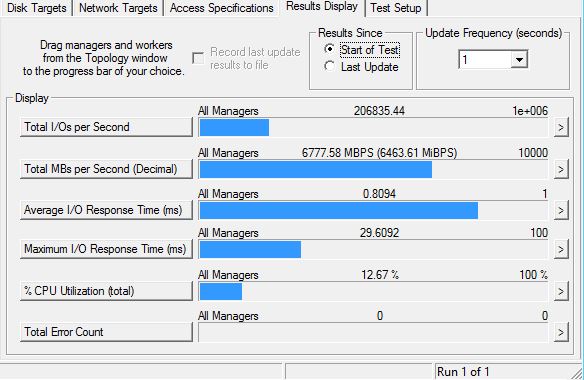 Disk Targets Network Targets Access Specifications Results Display Test Setup
Drag managers and workers
from the Topology window
to the progress bar of your choice.
Record last update
results to file
Results Since
Start of Test
Last Update
Update Frequency (seconds)
1
Display
All Managers 206835.44 1e+006
Total I/Os per Second >
All Managers 6777.58 MBPS (6463.61 MiBPS) 10000
Total MBs per Second (Decimal) >
All Managers 0.8094 1
Average I/O Response Time (ms) >
All Managers 29.6092 100
Maximum I/O Response Time (ms) >
All Managers 12.67 % 100 %
% CPU Utilization (total) >
All Managers 0 0
Total Error Count >
Run 1 of 1